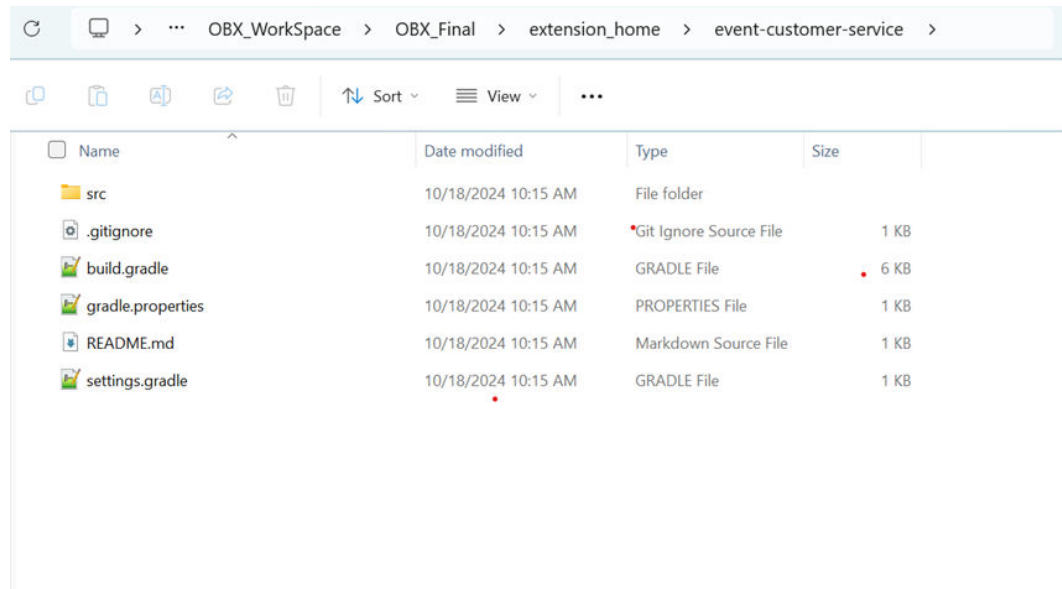 OBX_WorkSpace > OBX_Final > extension_home > event-customer-service >
Sort View
Name Date modified Type Size
src 10/18/2024 10:15 AM File folder
.gitignore 10/18/2024 10:15 AM Git Ignore Source File 1 KB
build.gradle 10/18/2024 10:15 AM GRADLE File 6 KB
gradle.properties 10/18/2024 10:15 AM PROPERTIES File 1 KB
README.md 10/18/2024 10:15 AM Markdown Source File 1 KB
settings.gradle 10/18/2024 10:15 AM GRADLE File 1 KB